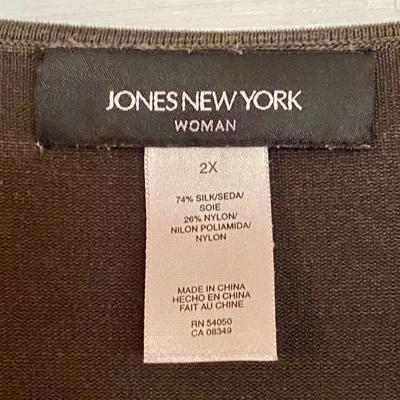 JONES NEW YORK
WOMAN
2X
74% SILK/SEDA/
SOIE
26% NYLON/
NILON POLIAMIDA/
NYLON
MADE IN CHINA
HECHO EN CHINA
FAIT AU CHINE
RN 54050
CA 08349